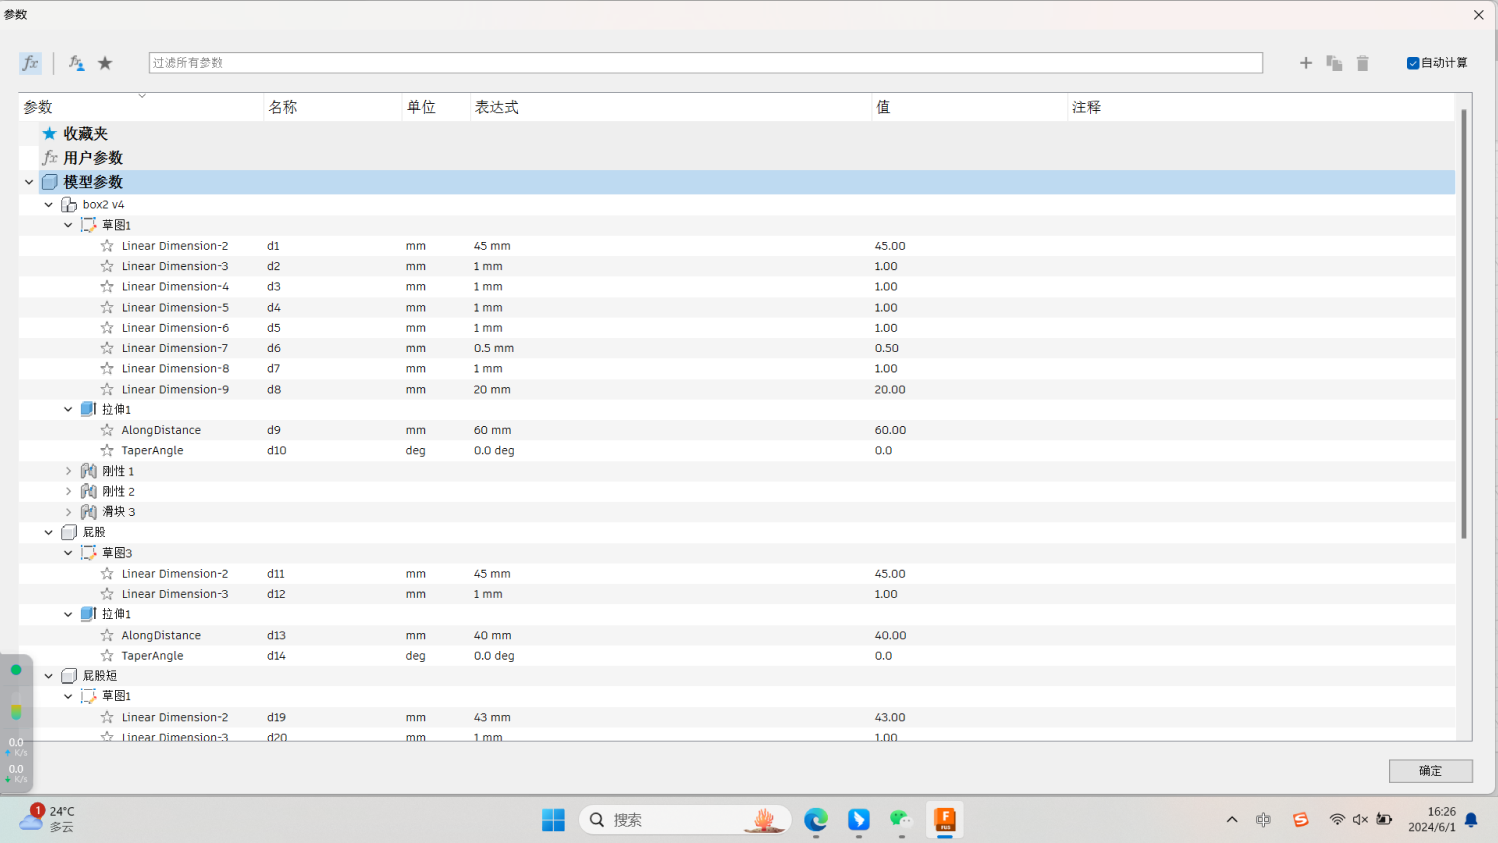 参数
fx fx 过滤所有参数 自动计算
参数 名称 单位 表达式 值 注释
收藏夹
fx 用户参数
模型参数
box2 v4
草图1
Linear Dimension-2 d1 mm 45 mm 45.00
Linear Dimension-3 d2 mm 1 mm 1.00
Linear Dimension-4 d3 mm 1 mm 1.00
Linear Dimension-5 d4 mm 1 mm 1.00
Linear Dimension-6 d5 mm 1 mm 1.00
Linear Dimension-7 d6 mm 0.5 mm 0.50
Linear Dimension-8 d7 mm 1 mm 1.00
Linear Dimension-9 d8 mm 20 mm 20.00
拉伸1
AlongDistance d9 mm 60 mm 60.00
TaperAngle d10 deg 0.0 deg 0.0
刚性 1
刚性 2
滑块 3
屁股
草图3
Linear Dimension-2 d11 mm 45 mm 45.00
Linear Dimension-3 d12 mm 1 mm 1.00
拉伸1
AlongDistance d13 mm 40 mm 40.00
TaperAngle d14 deg 0.0 deg 0.0
屁股短
草图1
Linear Dimension-2 d19 mm 43 mm 43.00
Linear Dimension-3 d20 mm 1 mm 1.00
0.0
K/s
0.0
K/s
确定
1 24°C
多云
搜索
F
FUS
中
S
16:26
2024/6/1